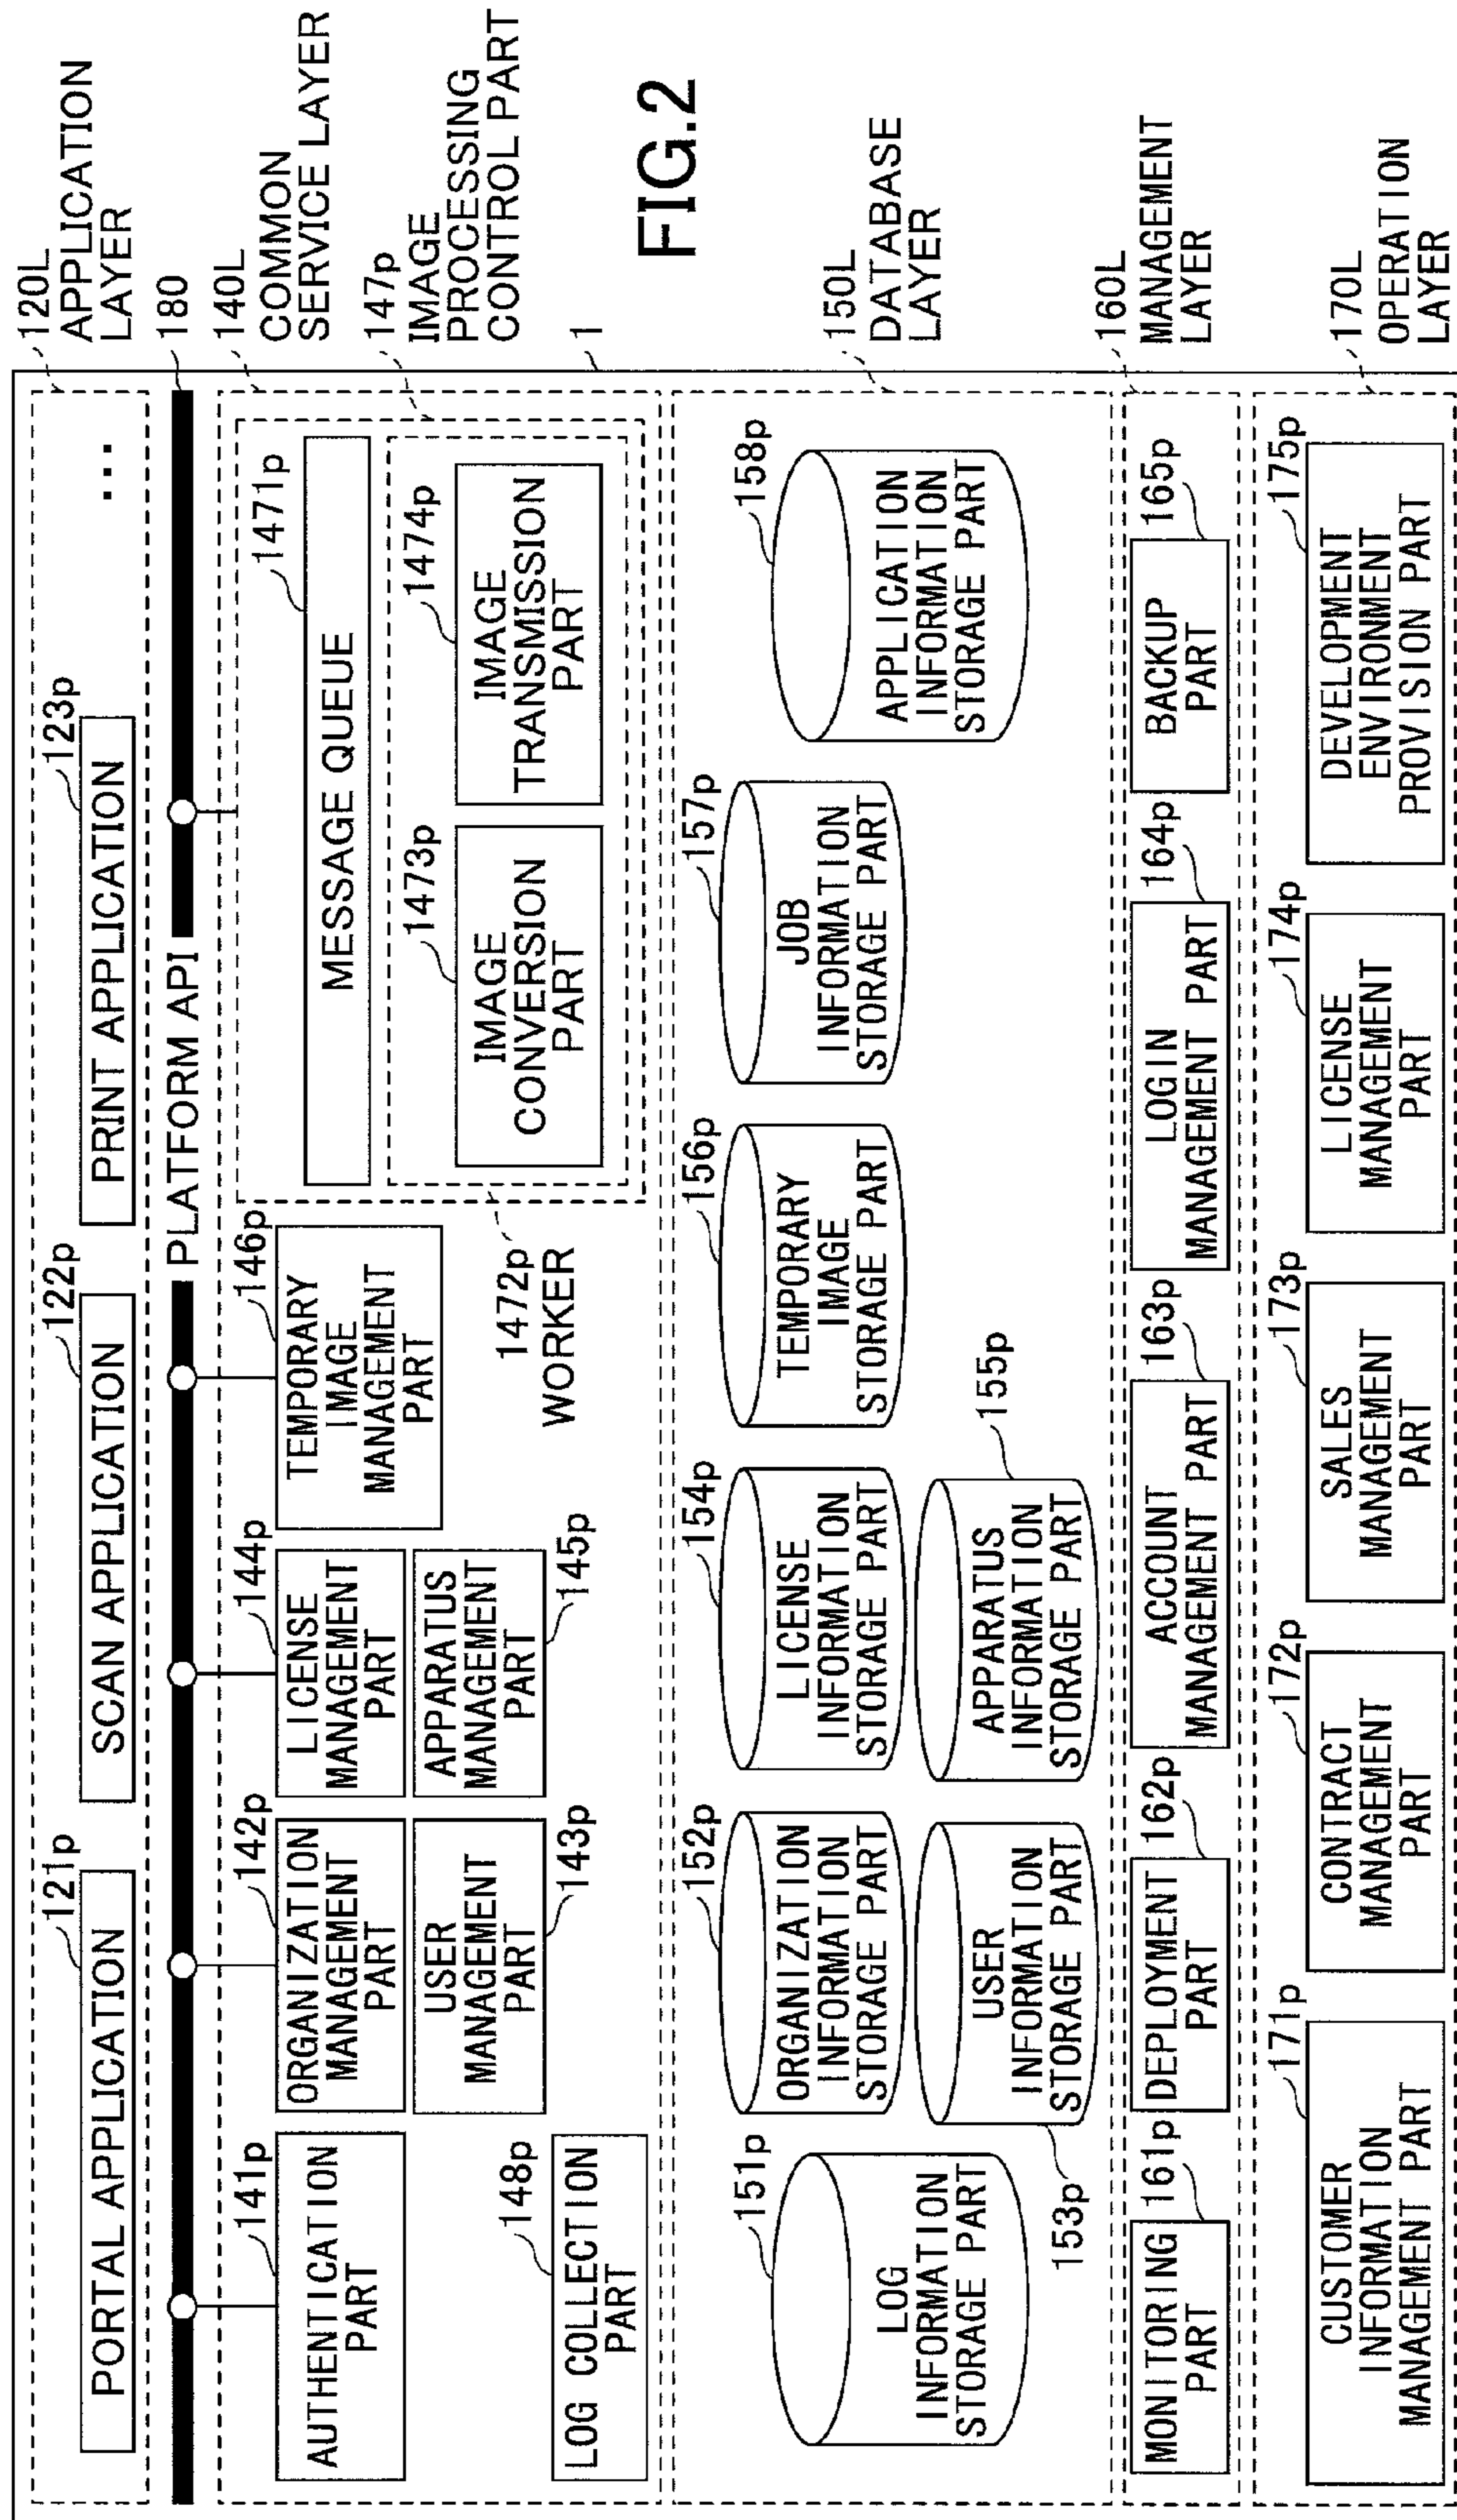 120L
APPLICATION
LAYER
121p
PORTAL APPLICATION
122p
SCAN APPLICATION
123p
PRINT APPLICATION
...
180
PLATFORM API
140L
COMMON
SERVICE LAYER
141p
AUTHENTICATION
PART
142p
ORGANIZATION
MANAGEMENT
PART
USER
MANAGEMENT
PART
143p
144p
LICENSE
MANAGEMENT
PART
APPARATUS
MANAGEMENT
PART
145p
146p
TEMPORARY
IMAGE
MANAGEMENT
PART
147p
IMAGE
PROCESSING
CONTROL PART
1471p
MESSAGE QUEUE
1472p
WORKER
1473p
IMAGE
CONVERSION
PART
1474p
IMAGE
TRANSMISSION
PART
148p
LOG COLLECTION
PART
1
FIG.2
150L
DATABASE
LAYER
151p
LOG
INFORMATION
STORAGE PART
152p
ORGANIZATION
INFORMATION
STORAGE PART
USER
INFORMATION
STORAGE PART
153p
154p
LICENSE
INFORMATION
STORAGE PART
155p
APPARATUS
INFORMATION
STORAGE PART
156p
TEMPORARY
IMAGE
STORAGE PART
157p
JOB
INFORMATION
STORAGE PART
158p
APPLICATION
INFORMATION
STORAGE PART
160L
MANAGEMENT
LAYER
161p
MONITORING
PART
162p
DEPLOYMENT
PART
163p
ACCOUNT
MANAGEMENT PART
164p
LOGIN
MANAGEMENT PART
165p
BACKUP
PART
170L
OPERATION
LAYER
171p
CUSTOMER
INFORMATION
MANAGEMENT PART
172p
CONTRACT
MANAGEMENT
PART
173p
SALES
MANAGEMENT
PART
174p
LICENSE
MANAGEMENT
PART
175p
DEVELOPMENT
ENVIRONMENT
PROVISION PART